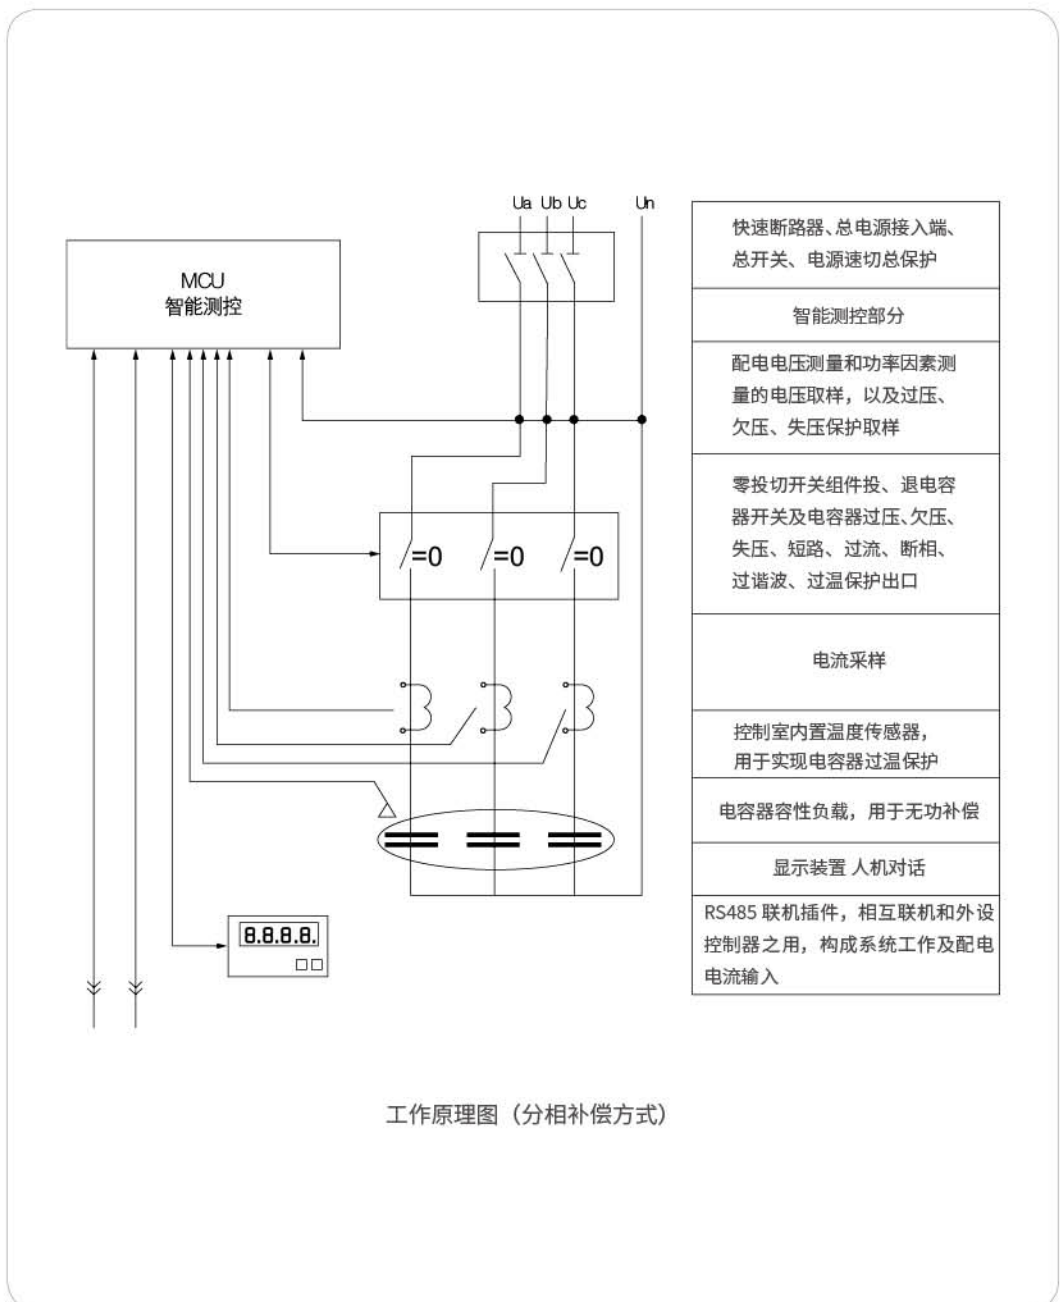 Ua Ub Uc Un
MCU
智能测控
=0 =0 =0
8.8.8.8.
快速断路器、总电源接入端、
总开关、电源速切总保护
智能测控部分
配电电压测量和功率因素测
量的电压取样，以及过压、
欠压、失压保护取样
零投切开关组件投、退电容
器开关及电容器过压、欠压、
失压、短路、过流、断相、
过谐波、过温保护出口
电流采样
控制室内置温度传感器，
用于实现电容器过温保护
电容器容性负载，用于无功补偿
显示装置 人机对话
RS485 联机插件，相互联机和外设
控制器之用，构成系统工作及配电
电流输入
工作原理图（分相补偿方式）